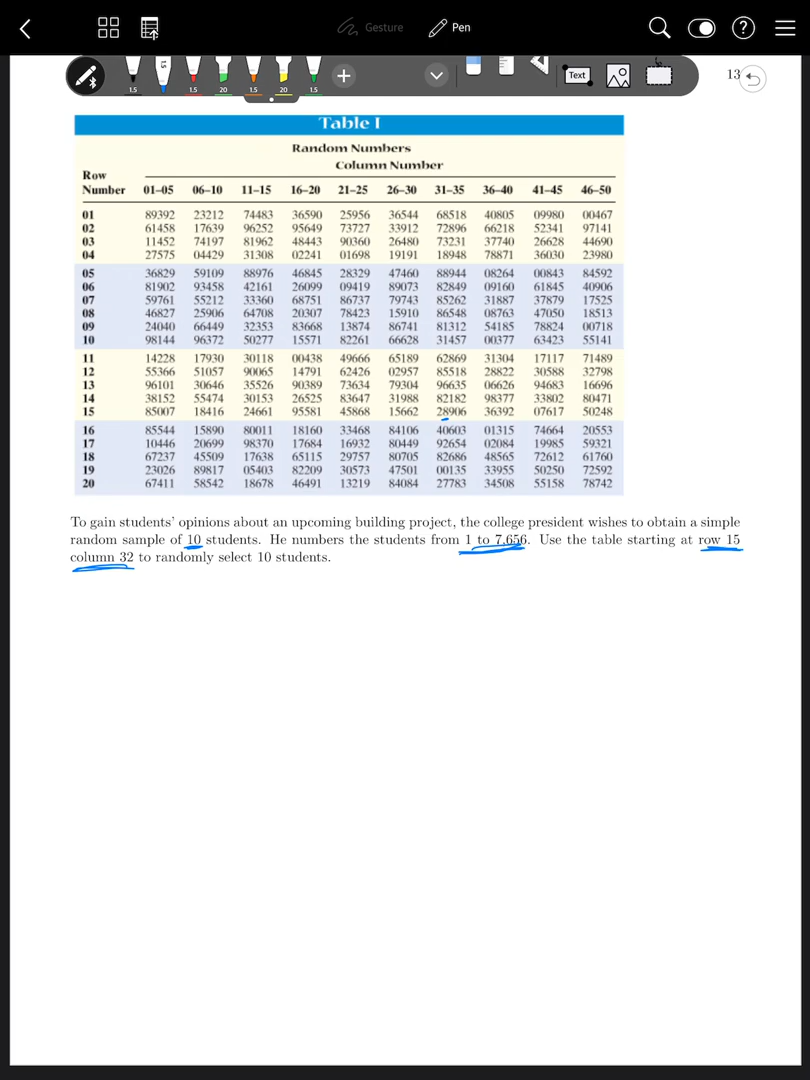 Gesture
Pen
1.5 1.5 1.5 20 1.5 20 1.5
Text
13
Table I
Random Numbers
Column Number
Row
Number 01–05 06–10 11–15 16–20 21–25 26–30 31–35 36–40 41–45 46–50
01 89392 23212 74483 36590 25956 36544 68518 40805 09980 00467
02 61458 17639 96252 95649 73727 33912 72896 66218 52341 97141
03 11452 74197 81962 48443 90360 26480 73231 37740 26628 44690
04 27575 04429 31308 02241 01698 19191 18948 78871 36030 23980
05 36829 59109 88976 46845 28329 47460 88944 08264 00843 84592
06 81902 93458 42161 26099 09419 89073 82849 09160 61845 40906
07 59761 55212 33360 68751 86737 79743 85262 31887 37879 17525
08 46827 25906 64708 20307 78423 15910 86548 08763 47050 18513
09 24040 66449 32353 83668 13874 86741 81312 54185 78824 00718
10 98144 96372 50277 15571 82261 66628 31457 00377 63423 55141
11 14228 17930 30118 00438 49666 65189 62869 31304 17117 71489
12 55366 51057 90065 14791 62426 02957 85518 28822 30588 32798
13 96101 30646 35526 90389 73634 79304 96635 06626 94683 16696
14 38152 55474 30153 26525 83647 31988 82182 98377 33802 80471
15 85007 18416 24661 95581 45868 15662 28906 36392 07617 50248
16 85544 15890 80011 18160 33468 84106 40603 01315 74664 20553
17 10446 20699 98370 17684 16932 80449 92654 02084 19985 59321
18 67237 45509 17638 65115 29757 80705 82686 48565 72612 61760
19 23026 89817 05403 82209 30573 47501 00135 33955 50250 72592
20 67411 58542 18678 46491 13219 84084 27783 34508 55158 78742
To gain students' opinions about an upcoming building project, the college president wishes to obtain a simple
random sample of 10 students. He numbers the students from 1 to 7,656. Use the table starting at row 15
column 32 to randomly select 10 students.